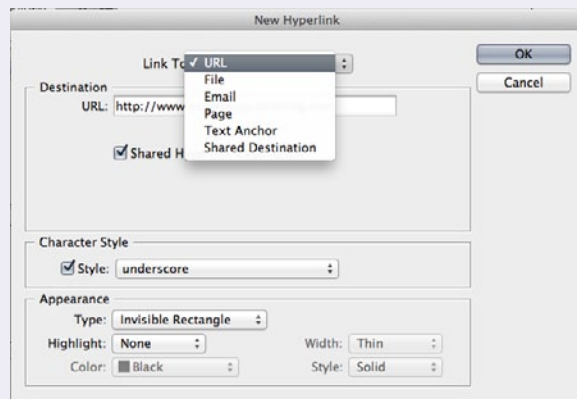 New Hyperlink
Link To ✓ URL
File
Email
Page
Text Anchor
Shared Destination
OK
Cancel
Destination
URL: http://www
Shared H
Character Style
Style: underscore
Appearance
Type: Invisible Rectangle
Highlight: None Width: Thin
Color: Black Style: Solid